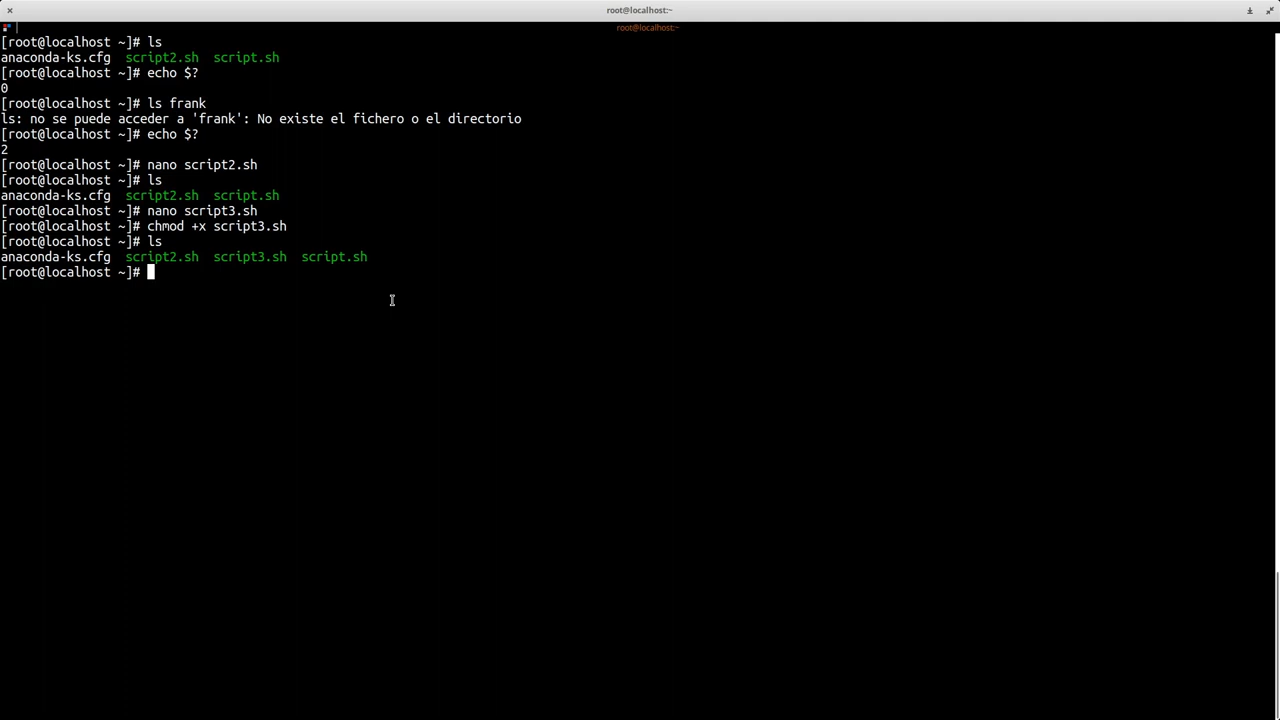 root@localhost:~
root@localhost:~
[root@localhost ~]# ls
anaconda-ks.cfg  script2.sh  script.sh
[root@localhost ~]# echo $?
0
[root@localhost ~]# ls frank
ls: no se puede acceder a 'frank': No existe el fichero o el directorio
[root@localhost ~]# echo $?
2
[root@localhost ~]# nano script2.sh
[root@localhost ~]# ls
anaconda-ks.cfg  script2.sh  script.sh
[root@localhost ~]# nano script3.sh
[root@localhost ~]# chmod +x script3.sh
[root@localhost ~]# ls
anaconda-ks.cfg  script2.sh  script3.sh  script.sh
[root@localhost ~]#